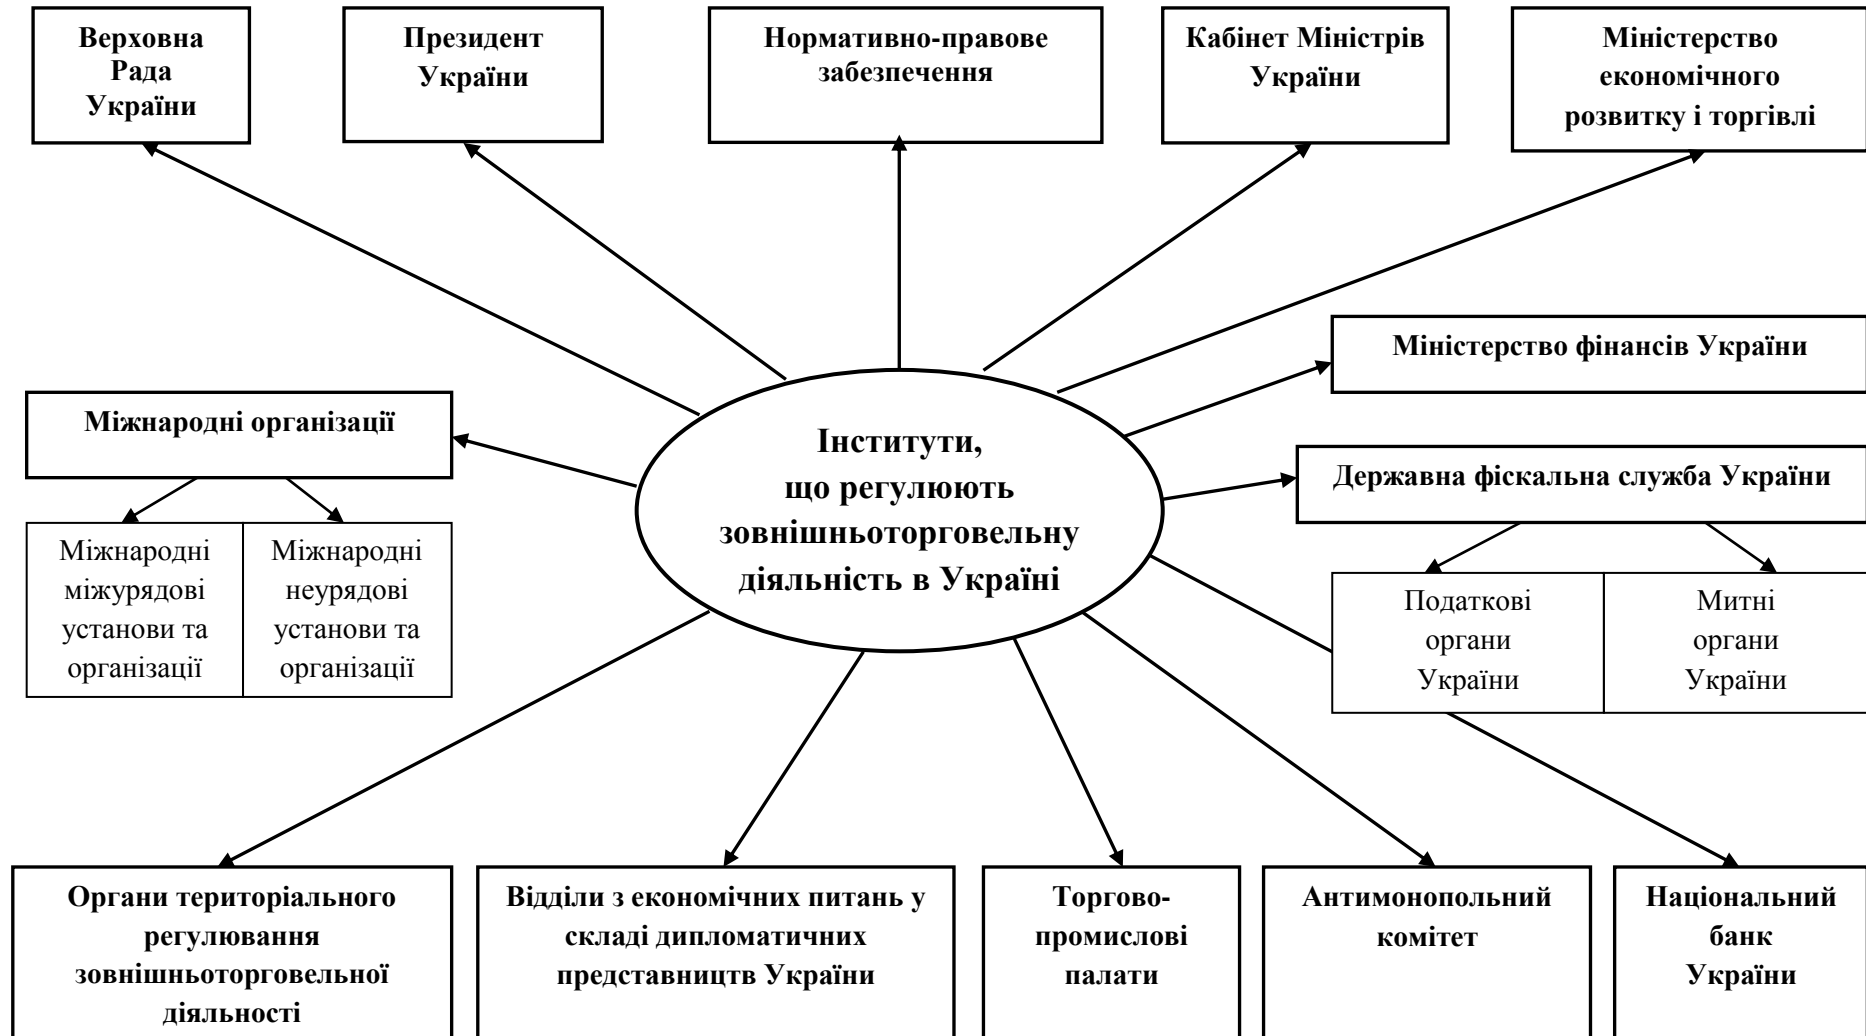 Верховна
Рада
України
Президент
України
Нормативно-правове
забезпечення
Кабінет Міністрів
України
Міністерство
економічного
розвитку і торгівлі
Міністерство фінансів України
Міжнародні організації
Інститути,
що регулюють
зовнішньоторговельну
діяльність в Україні
Державна фіскальна служба України
Міжнародні
міжурядові
установи та
організації
Міжнародні
неурядові
установи та
організації
Податкові
органи
України
Митні
органи
України
Органи територіального
регулювання
зовнішньоторговельної
діяльності
Відділи з економічних питань у
складі дипломатичних
представництв України
Торгово-
промислові
палати
Антимонопольний
комітет
Національний
банк
України